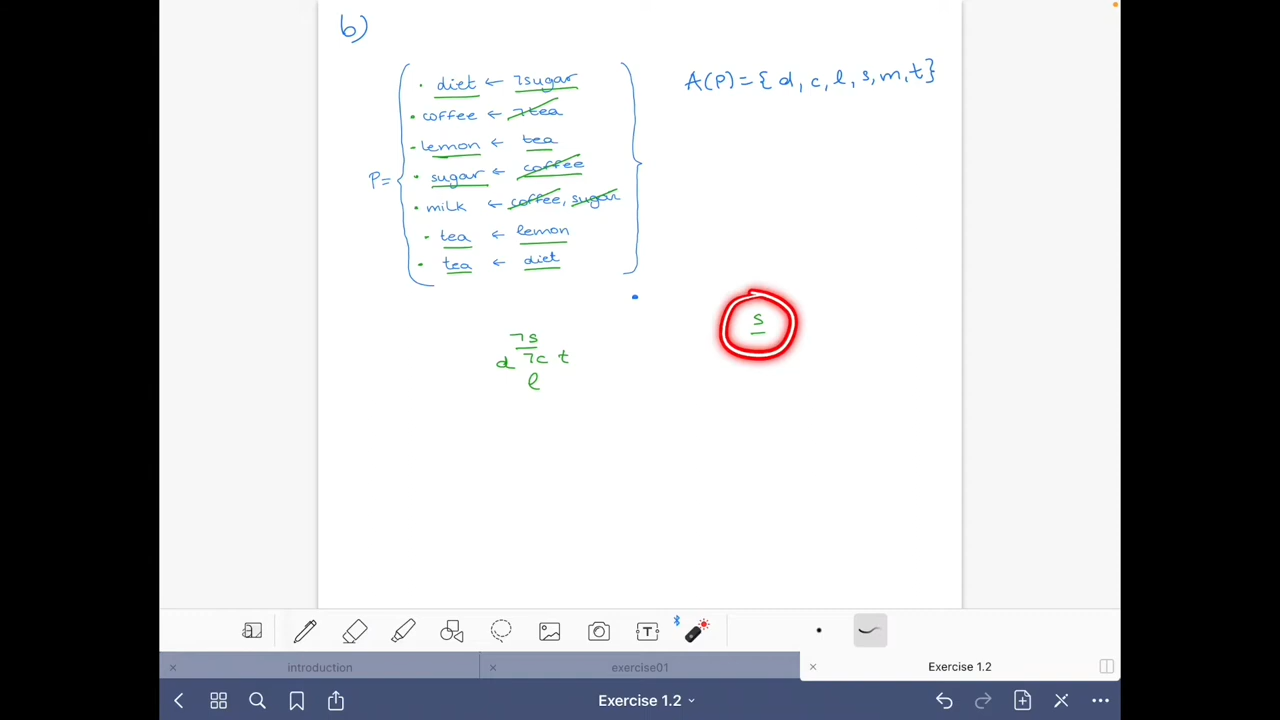 b)
diet ← ¬sugar
A(P)={ d, c, l, s, m, t}
coffee ← ¬tea
lemon ← tea
P= sugar ← coffee
milk ← coffee, sugar
tea ← lemon
tea ← diet
s
¬s
d ¬c t
l
T
introduction
exercise01
Exercise 1.2
Exercise 1.2